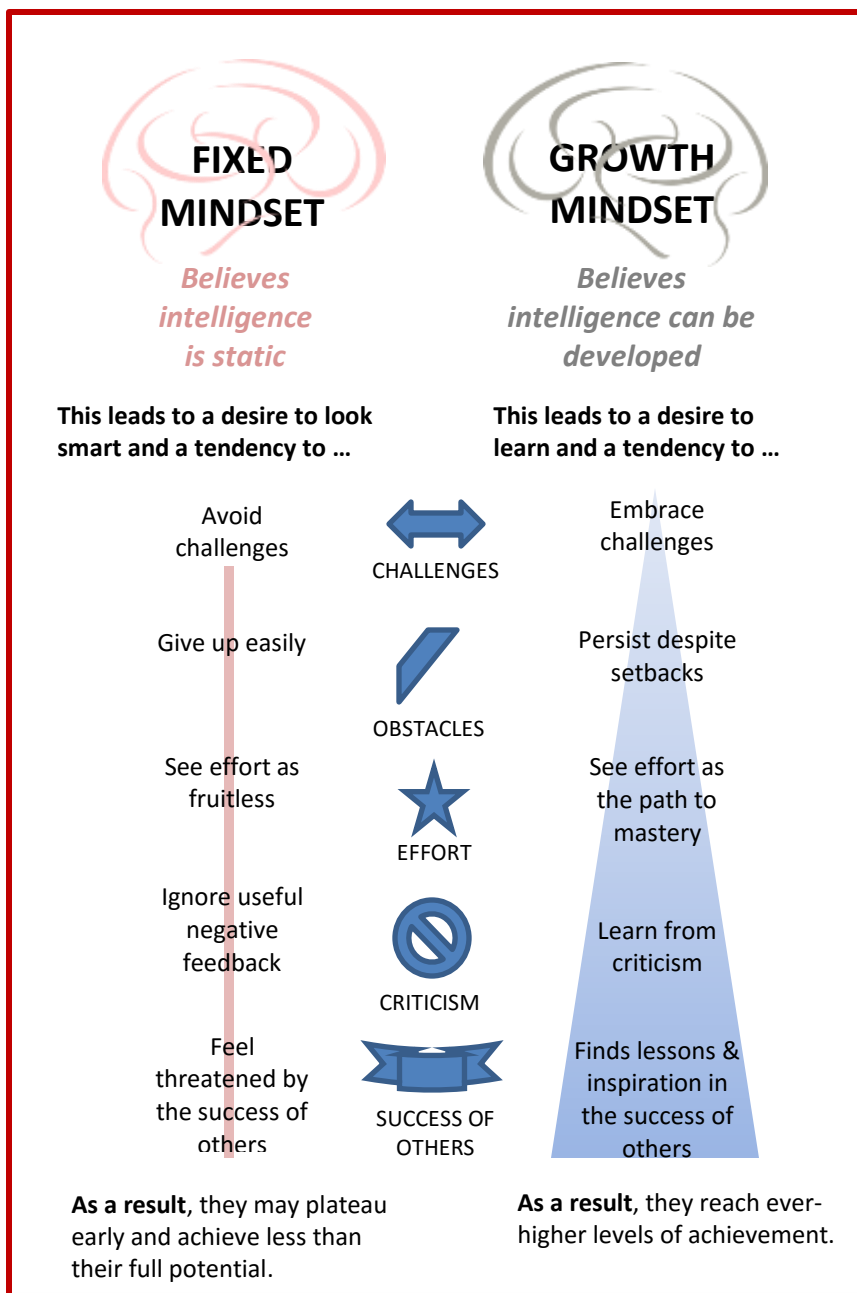 FIXED
MINDSET
Believes
intelligence
is static
This leads to a desire to look
smart and a tendency to …
GROWTH
MINDSET
Believes
intelligence can be
developed
This leads to a desire to
learn and a tendency to …
Avoid
challenges
CHALLENGES
Embrace
challenges
Give up easily
OBSTACLES
Persist despite
setbacks
See effort as
fruitless
EFFORT
See effort as
the path to
mastery
Ignore useful
negative
feedback
CRITICISM
Learn from
criticism
Feel
threatened by
the success of
others
SUCCESS OF
OTHERS
Finds lessons &
inspiration in
the success of
others
As a result, they may plateau
early and achieve less than
their full potential.
As a result, they reach ever-
higher levels of achievement.